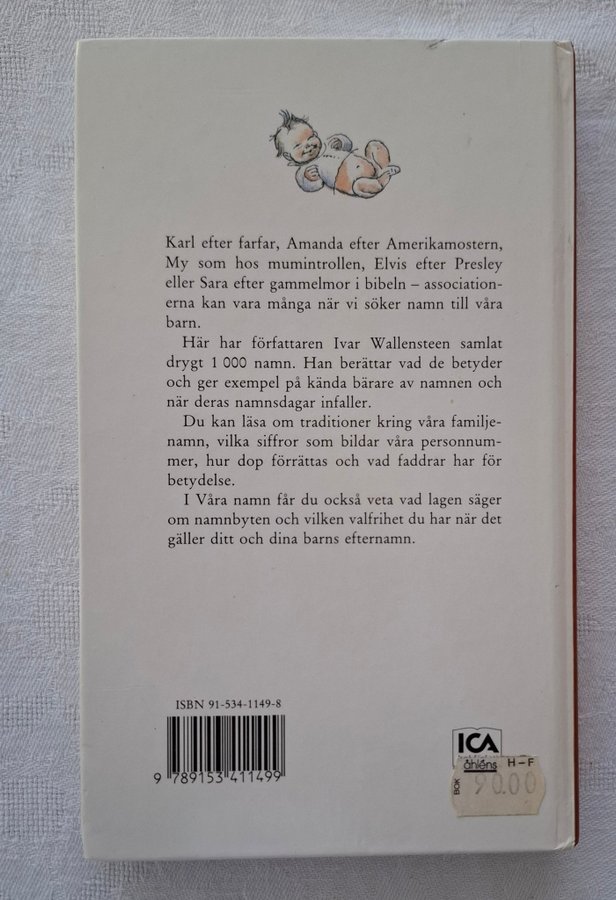 Karl efter farfar, Amanda efter Amerikamostern,
My som hos mumintrollen, Elvis efter Presley
eller Sara efter gammelmor i bibeln – association-
erna kan vara många när vi söker namn till våra
barn.
Här har författaren Ivar Wallensteen samlat
drygt 1 000 namn. Han berättar vad de betyder
och ger exempel på kända bärare av namnen och
när deras namnsdagar infaller.
Du kan läsa om traditioner kring våra familje-
namn, vilka siffror som bildar våra personnum-
mer, hur dop förrättas och vad faddrar har för
betydelse.
I Våra namn får du också veta vad lagen säger
om namnbyten och vilken valfrihet du har när det
gäller ditt och dina barns efternamn.
ISBN 91-534-1149-8
9 789153 411499
ICA
åhléns H-F
BOK 90.00